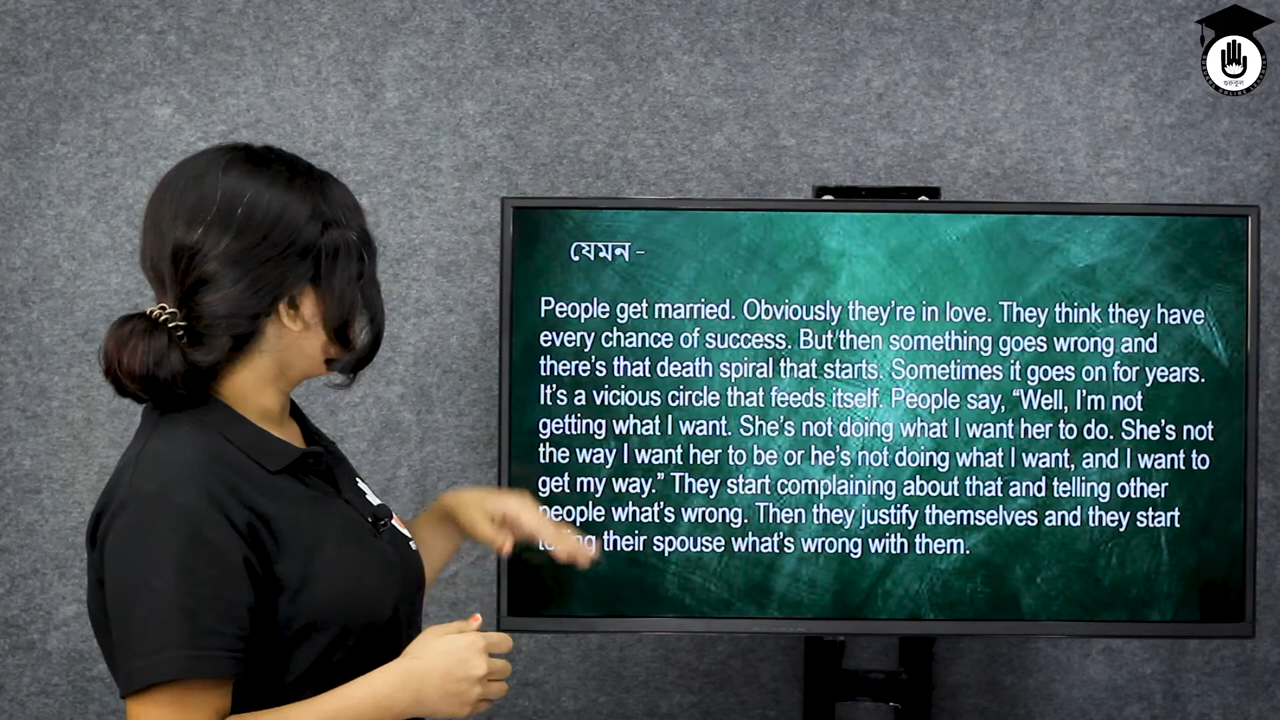 গুরুকুল
যেমন -
People get married. Obviously they're in love. They think they have
every chance of success. But then something goes wrong and
there's that death spiral that starts. Sometimes it goes on for years.
It's a vicious circle that feeds itself. People say, “Well, I'm not
getting what I want. She's not doing what I want her to do. She's not
the way I want her to be or he's not doing what I want, and I want to
get my way.” They start complaining about that and telling other
people what's wrong. Then they justify themselves and they start
their spouse what's wrong with them.